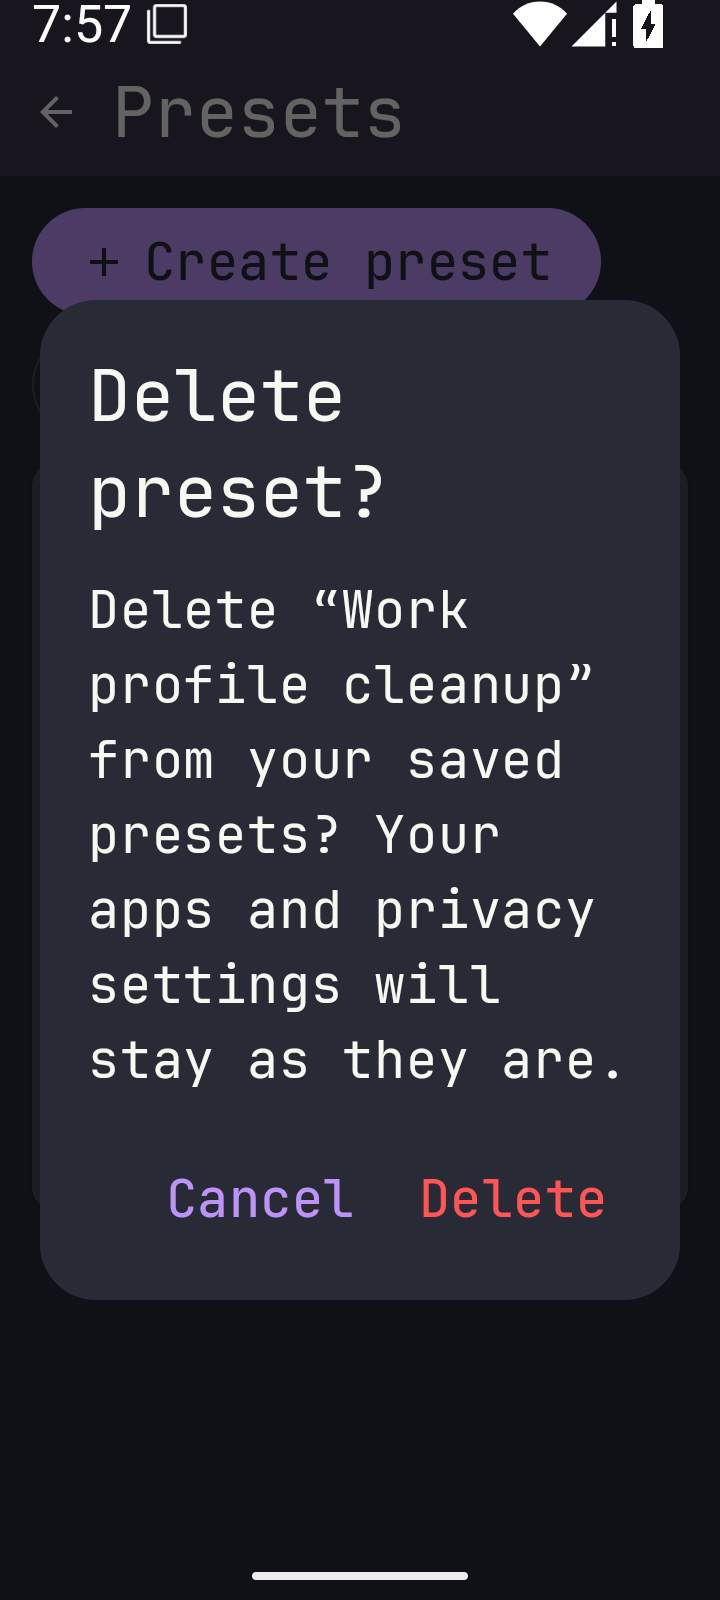 7:57
Presets
+ Create preset
Delete
preset?
Delete “Work
profile cleanup”
from your saved
presets? Your
apps and privacy
settings will
stay as they are.
Cancel Delete